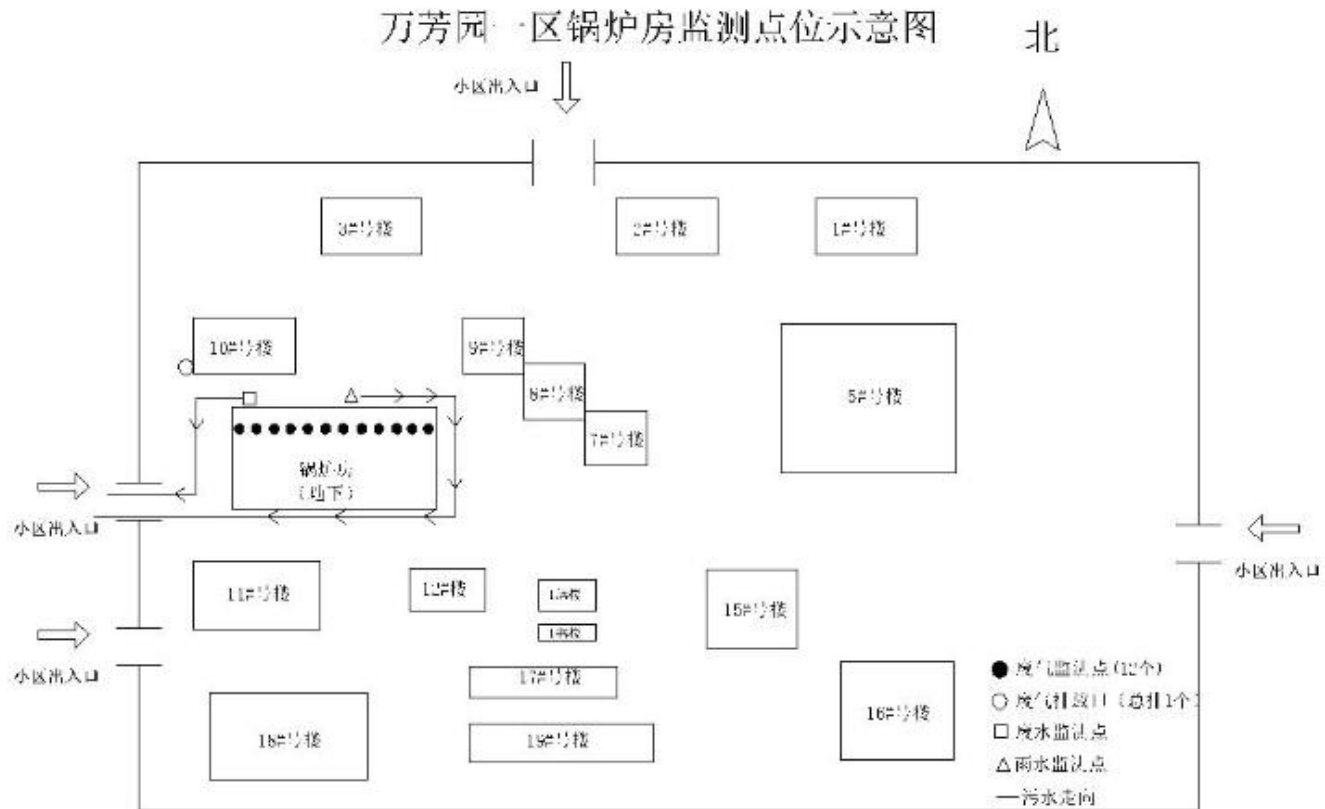 万芳园一区锅炉房监测点位示意图
北
小区出入口
3#号楼
2#号楼
1#号楼
10#号楼
9#号楼
8#号楼
7#号楼
5#号楼
锅炉房
(地下)
小区出入口
小区出入口
11#号楼
12#楼
15#号楼
小区出入口
17#号楼
16#号楼
18#号楼
19#号楼
废气监测点(12个)
废气排放口(总排1个)
废水监测点
雨水监测点
污水走向